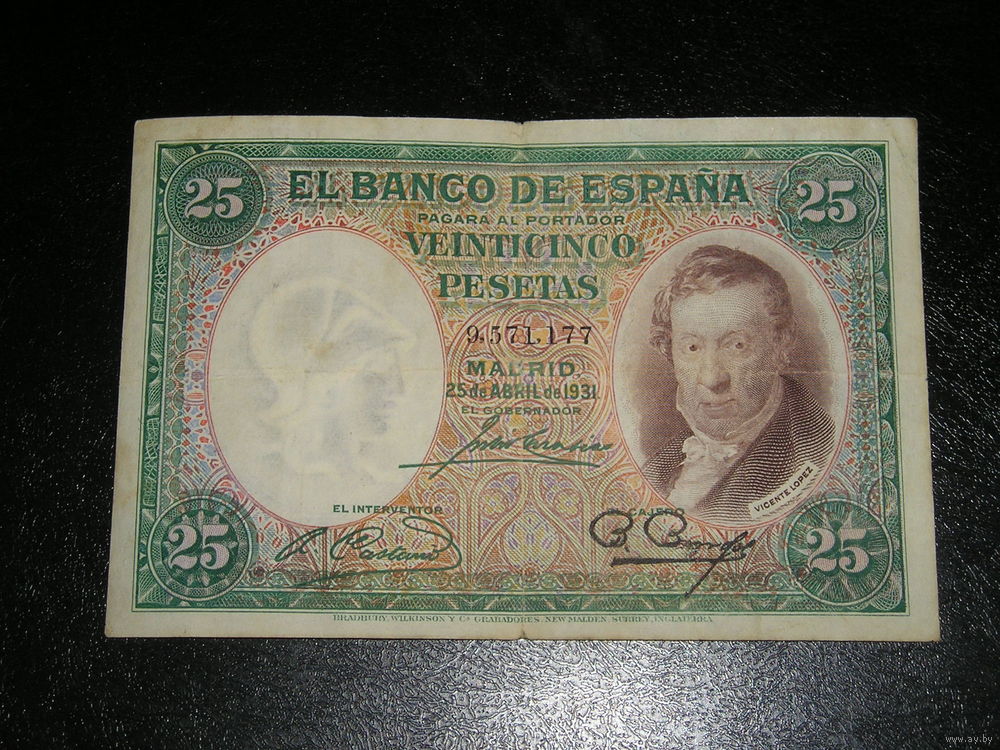 25 EL BANCO DE ESPAÑA 25
PAGARA AL PORTADOR
VEINTICINCO
PESETAS
9,571,177
MADRID
25 de ABRIL de 1931
EL GOBERNADOR
VICENTE LOPEZ
EL INTERVENTOR
CAJERO
25
25
BRADBURY, WILKINSON Y Ca. GRABADORES, NEW MALDEN, SURREY, INGLATERRA
www.ay.by